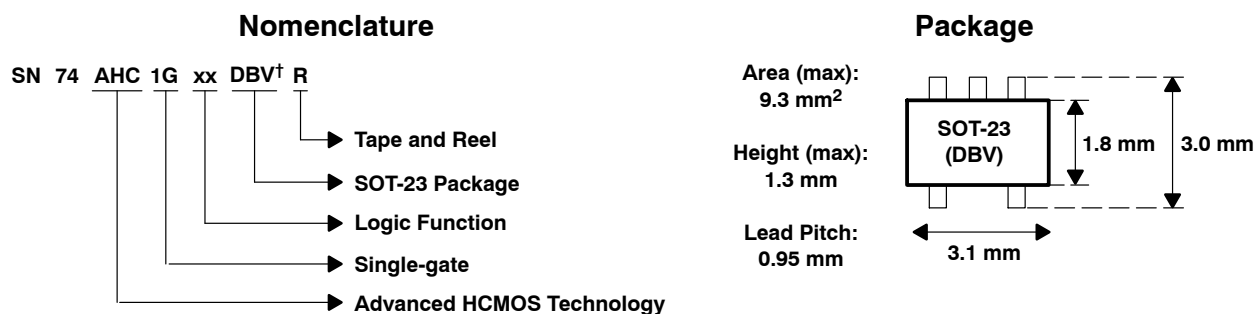 Nomenclature
SN 74 AHC 1G xx DBV† R
Tape and Reel
SOT-23 Package
Logic Function
Single-gate
Advanced HCMOS Technology
Package
Area (max):
9.3 mm²
Height (max):
1.3 mm
Lead Pitch:
0.95 mm
SOT-23
(DBV)
1.8 mm
3.0 mm
3.1 mm